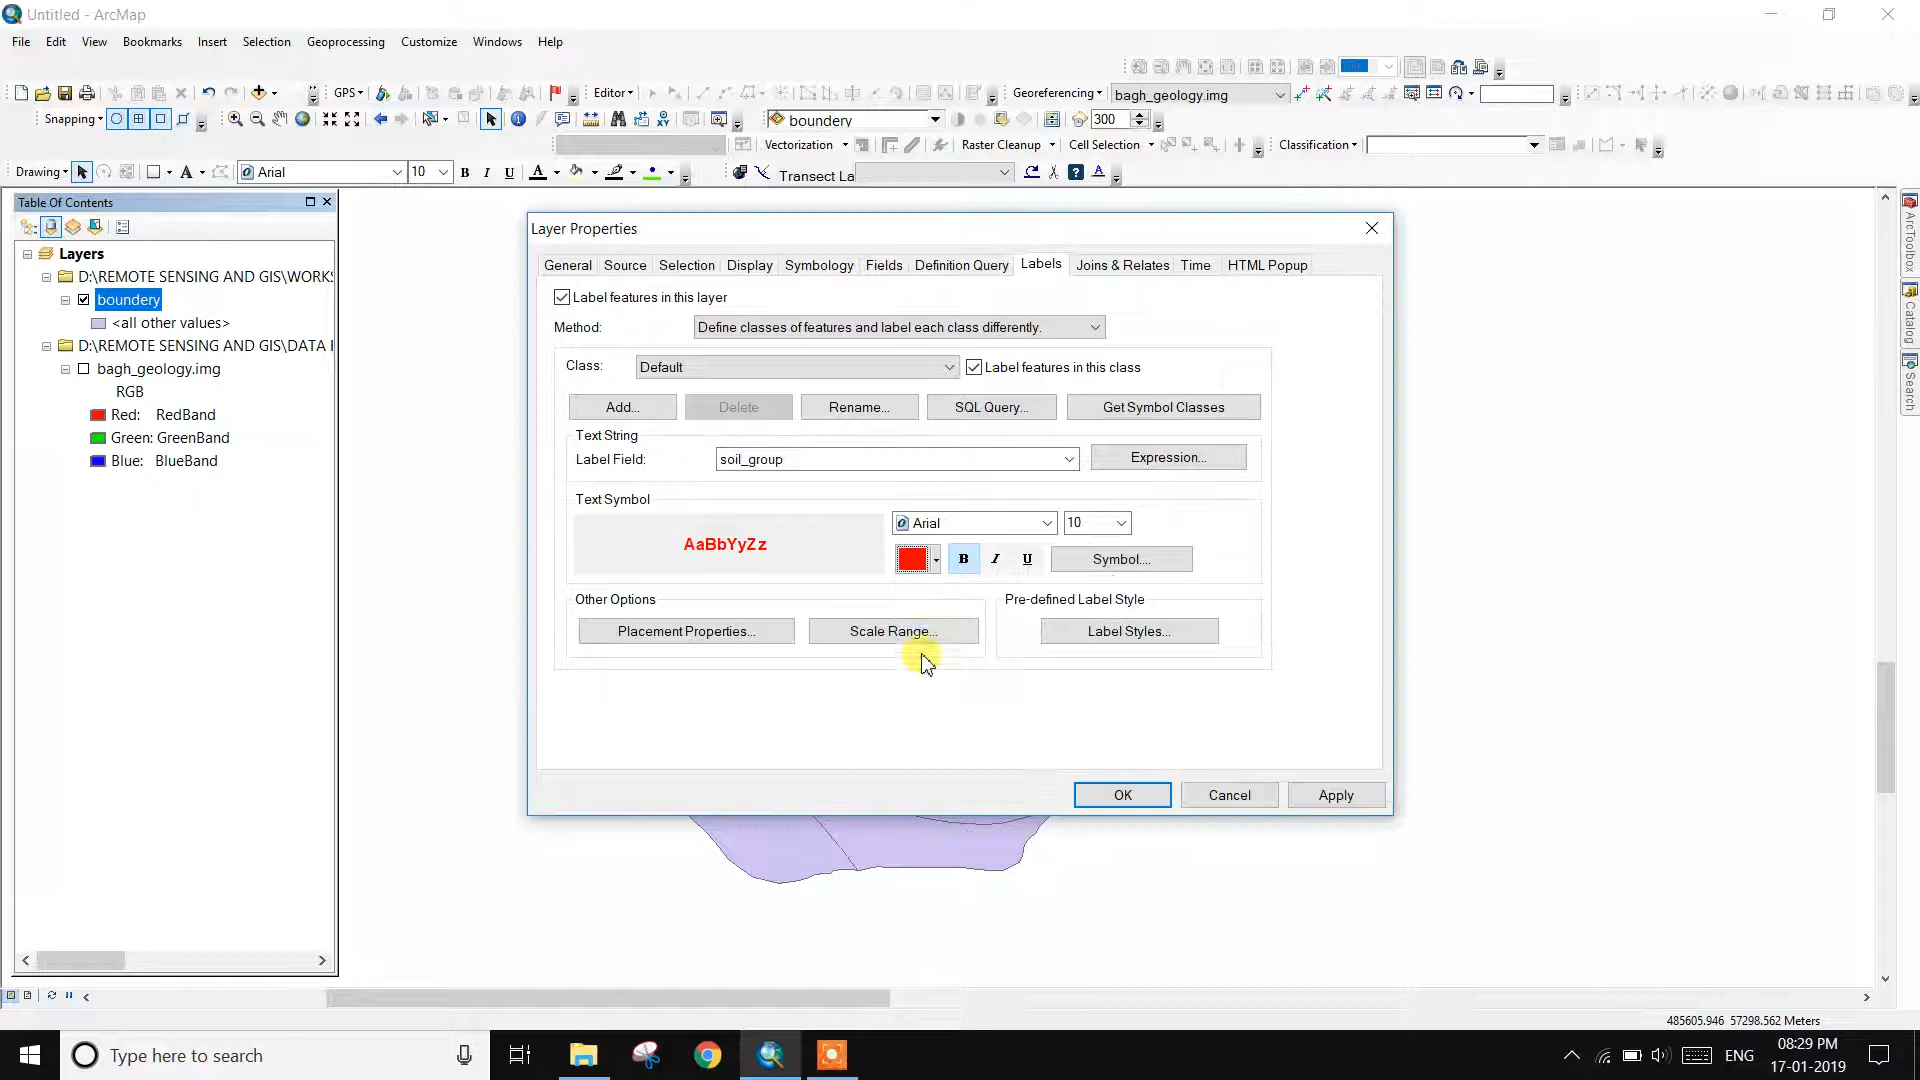 Untitled - ArcMap
File Edit View Bookmarks Insert Selection Geoprocessing Customize Windows Help
GPS Editor Georeferencing bagh_geology.img
Snapping boundery 300
Vectorization Raster Cleanup Cell Selection Classification
Drawing A Arial 10 B I U A Transect La
Table Of Contents
Layers
D:\REMOTE SENSING AND GIS\WORKS
boundery
<all other values>
D:\REMOTE SENSING AND GIS\DATA
bagh_geology.img
RGB
Red: RedBand
Green: GreenBand
Blue: BlueBand
Layer Properties
General Source Selection Display Symbology Fields Definition Query Labels Joins & Relates Time HTML Popup
Label features in this layer
Method: Define classes of features and label each class differently.
Class: Default Label features in this class
Add... Delete Rename... SQL Query... Get Symbol Classes
Text String
Label Field: soil_group Expression...
Text Symbol
AaBbYyZz
Arial 10
B I U Symbol....
Other Options Pre-defined Label Style
Placement Properties... Scale Range... Label Styles...
OK Cancel Apply
ArcToolbox
Catalog
Search
485605.946 57298.562 Meters
Type here to search
ENG
08:29 PM
17-01-2019